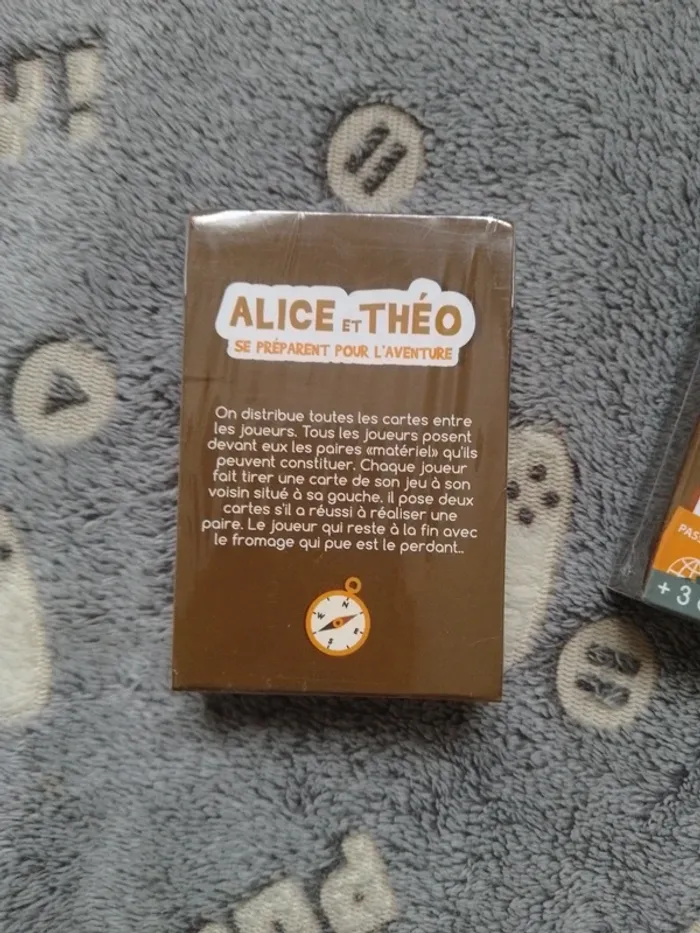 ALICE ET THÉO
SE PRÉPARENT POUR L'AVENTURE
On distribue toutes les cartes entre
les joueurs. Tous les joueurs posent
devant eux les paires «matériel» qu'ils
peuvent constituer. Chaque joueur
fait tirer une carte de son jeu à son
voisin situé à sa gauche. il pose deux
cartes s'il a réussi à réaliser une
paire. Le joueur qui reste à la fin avec
le fromage qui pue est le perdant..
N
W E
S
+ 3